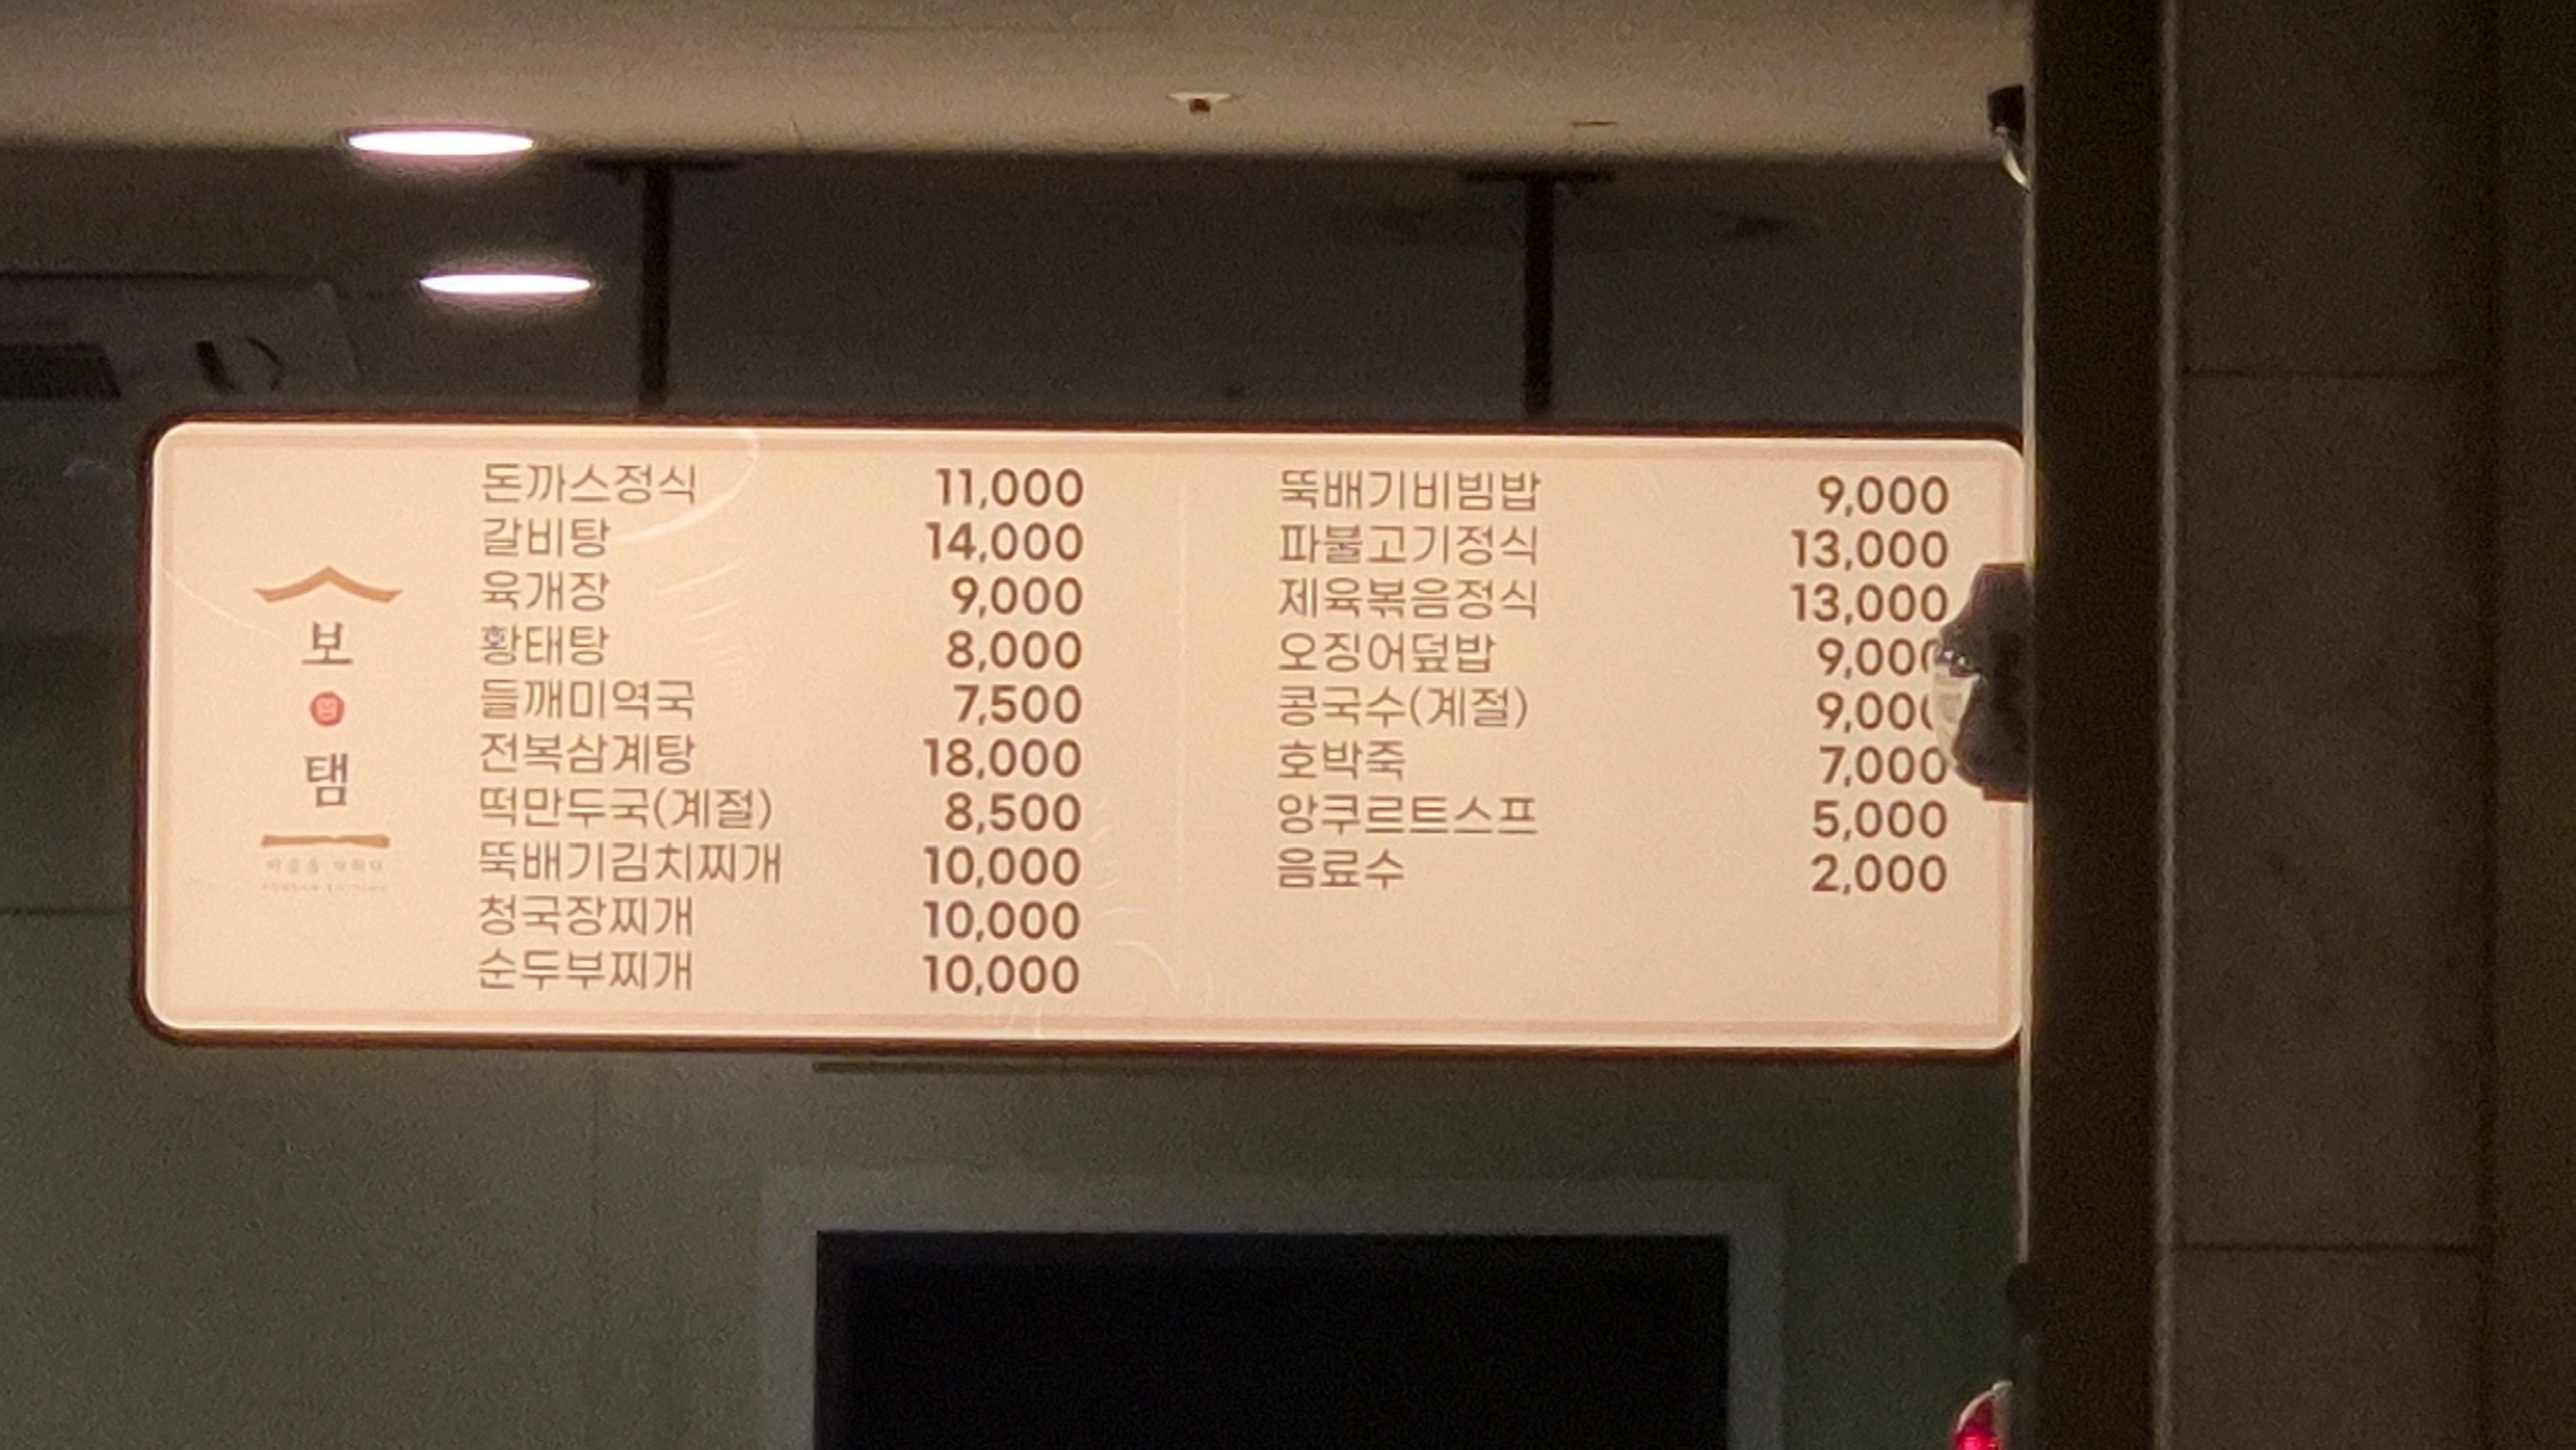 보
탬
돈까스정식 11,000
갈비탕 14,000
육개장 9,000
황태탕 8,000
들깨미역국 7,500
전복삼계탕 18,000
떡만두국(계절) 8,500
뚝배기김치찌개 10,000
청국장찌개 10,000
순두부찌개 10,000
뚝배기비빔밥 9,000
파불고기정식 13,000
제육볶음정식 13,000
오징어덮밥 9,000
콩국수(계절) 9,000
호박죽 7,000
앙쿠르트스프 5,000
음료수 2,000